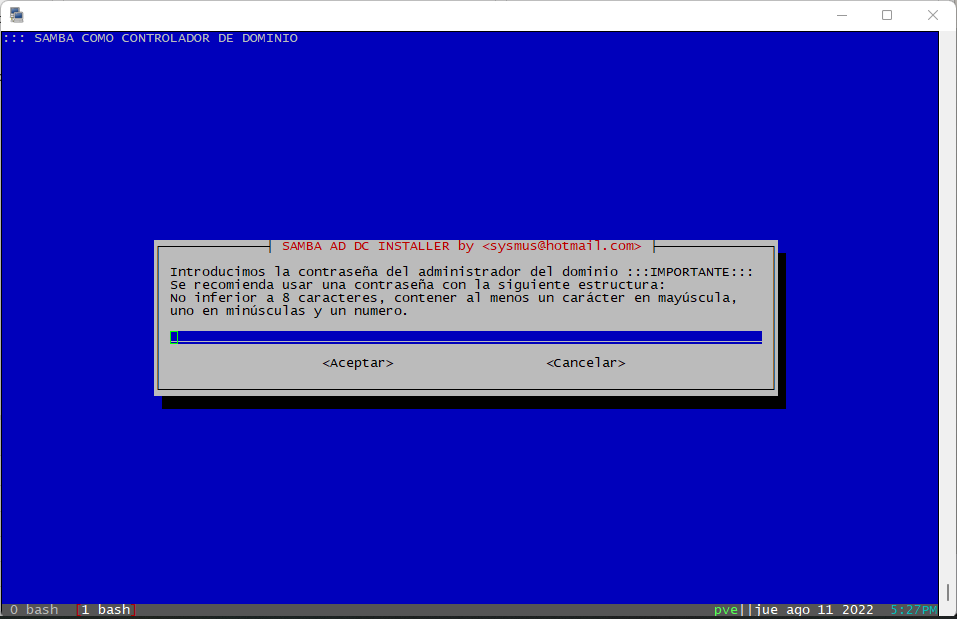 ::: SAMBA COMO CONTROLADOR DE DOMINIO
SAMBA AD DC INSTALLER by <sysmus@hotmail.com>
Introducimos la contraseña del administrador del dominio :::IMPORTANTE:::
Se recomienda usar una contraseña con la siguiente estructura:
No inferior a 8 caracteres, contener al menos un carácter en mayúscula,
uno en minúsculas y un numero.
<Aceptar> <Cancelar>
0 bash [1 bash] pve||jue ago 11 2022 5:27PM